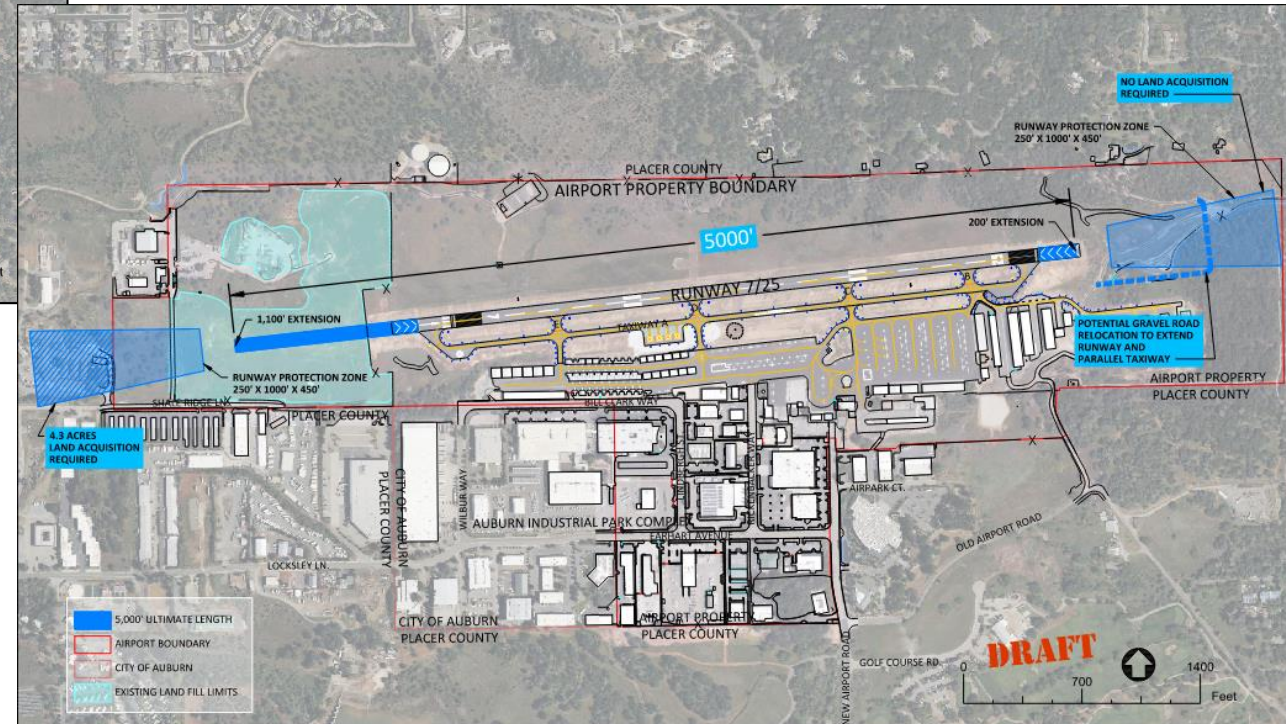 NO LAND ACQUISITION
REQUIRED
RUNWAY PROTECTION ZONE
250' X 1000' X 450'
PLACER COUNTY
AIRPORT PROPERTY BOUNDARY
200' EXTENSION
5000'
RUNWAY 7/25
1,100' EXTENSION
TAXIWAY A
POTENTIAL GRAVEL ROAD
RELOCATION TO EXTEND
RUNWAY AND
PARALLEL TAXIWAY
RUNWAY PROTECTION ZONE
250' X 1000' X 450'
AIRPORT PROPERTY
PLACER COUNTY
SHALE RIDGE LN
BILL CLARK WAY
PLACER COUNTY
4.3 ACRES
LAND ACQUISITION
REQUIRED
CITY OF AUBURN
PLACER COUNTY
WILBUR WAY
AIRPARK CT.
AUBURN INDUSTRIAL PARK COMPLEX
EARHART AVENUE
OLD AIRPORT ROAD
LOCKSLEY LN.
5,000' ULTIMATE LENGTH
AIRPORT BOUNDARY
CITY OF AUBURN
EXISTING LAND FILL LIMITS
CITY OF AUBURN
PLACER COUNTY
AIRPORT PROPERTY
PLACER COUNTY
NEW AIRPORT ROAD
GOLF COURSE RD.
DRAFT
0
700
1400
Feet